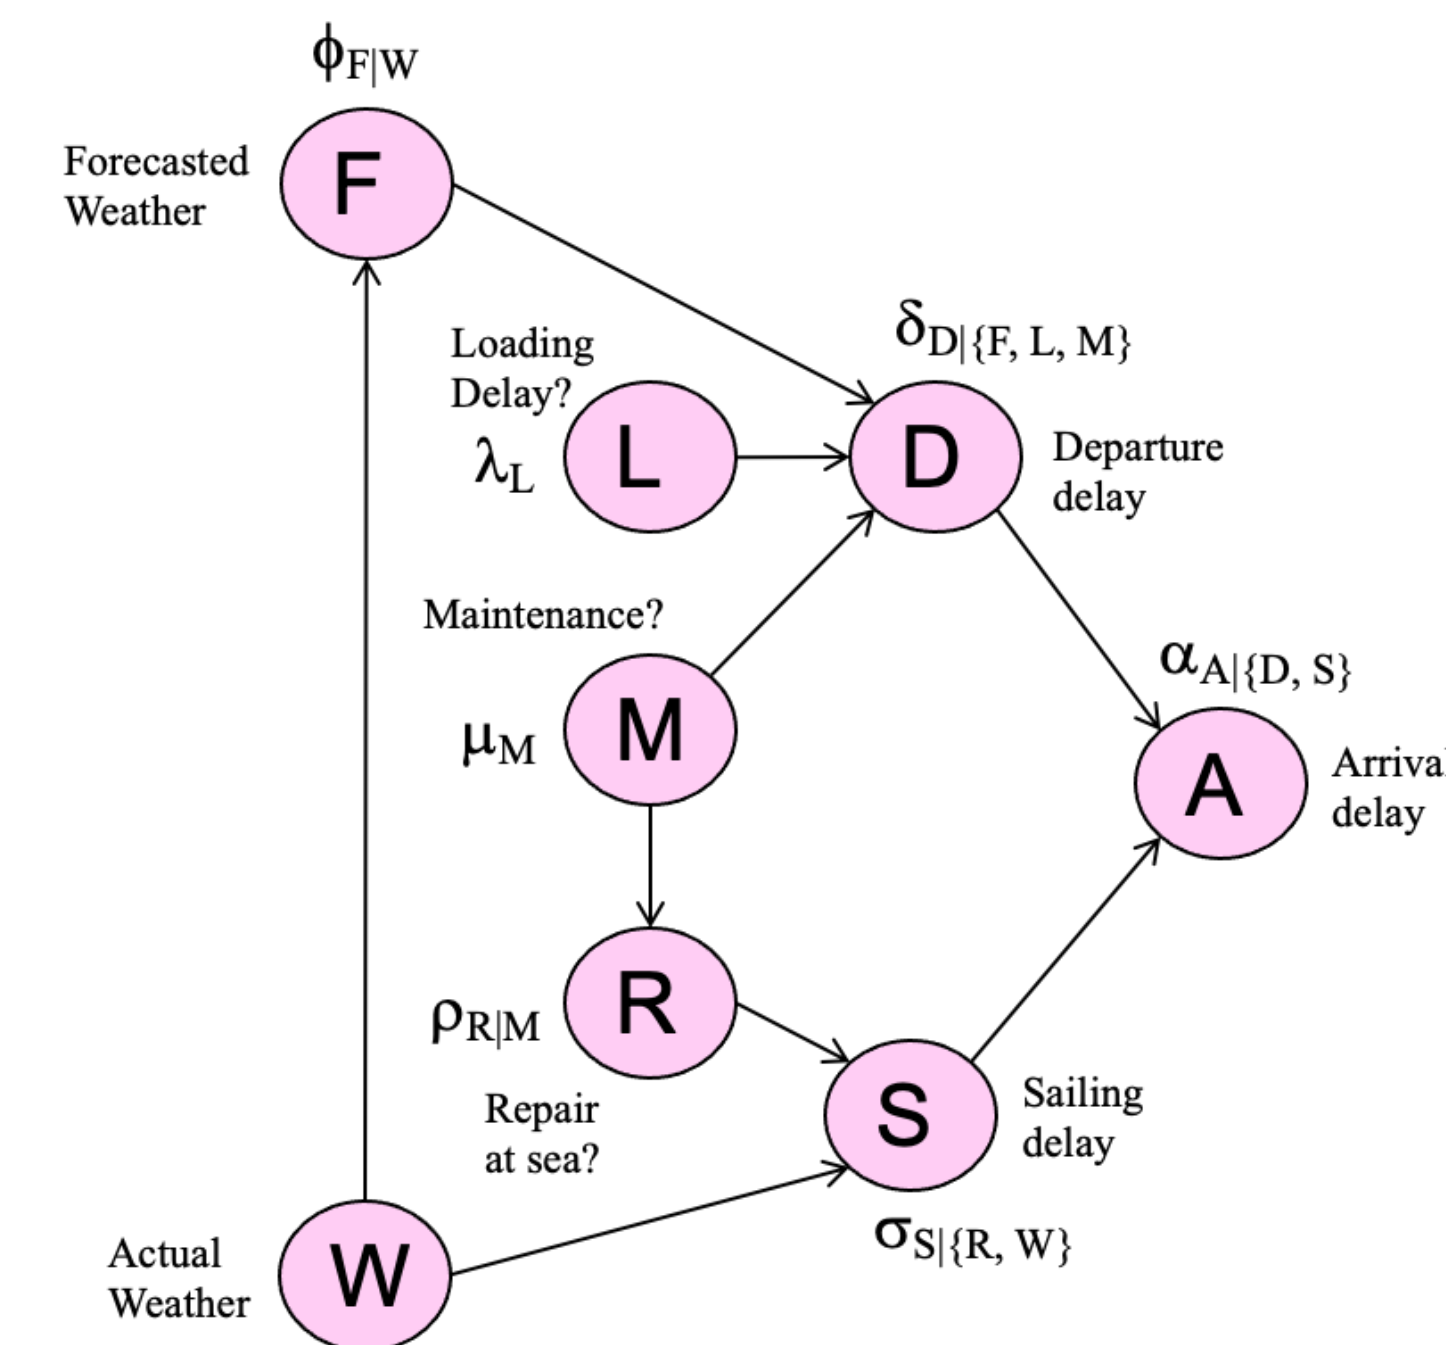 ϕF|W
Forecasted
Weather
F
Loading
Delay?
λL
L
δD|{F, L, M}
D
Departure
delay
Maintenance?
μM
M
αA|{D, S}
A
Arrival
delay
ρR|M
R
Repair
at sea?
S
Sailing
delay
σS|{R, W}
Actual
Weather
W